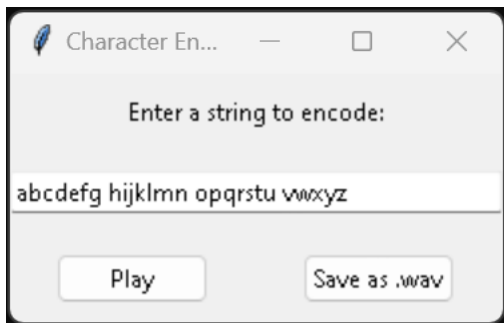 Character En...
Enter a string to encode:
abcdefg hijklmn opqrstu vwxyz
Play Save as .wav